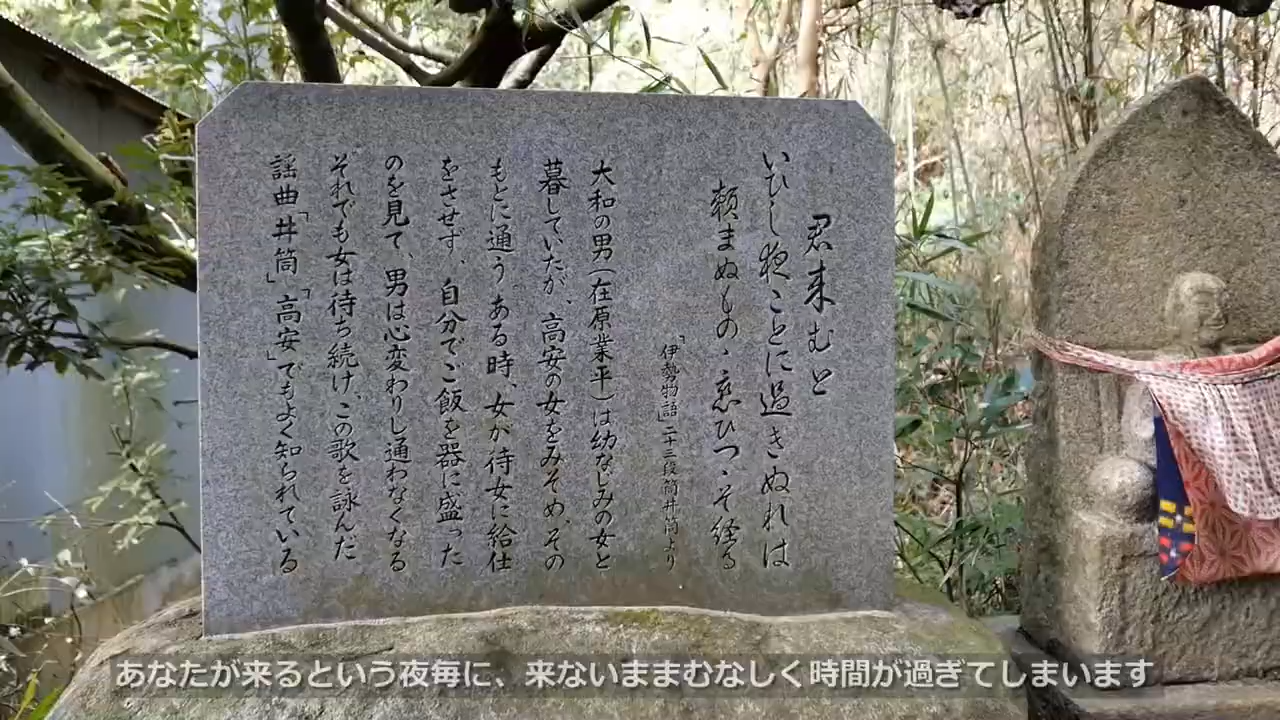 君来むと
いひし夜ことに過きぬれは
頼まぬものゝ恋ひつゝそ経る
「伊勢物語」二十三段筒井筒より
大和の男(在原業平)は幼なじみの女と
暮していたが、高安の女をみそめ、その
もとに通う ある時、女が侍女に給仕
をさせず、自分でご飯を器に盛った
のを見て、男は心変わりし通わなくなる
それでも女は待ち続け、この歌を詠んだ
謡曲「井筒」「高安」でもよく知られている
あなたが来るという夜毎に、来ないままむなしく時間が過ぎてしまいます